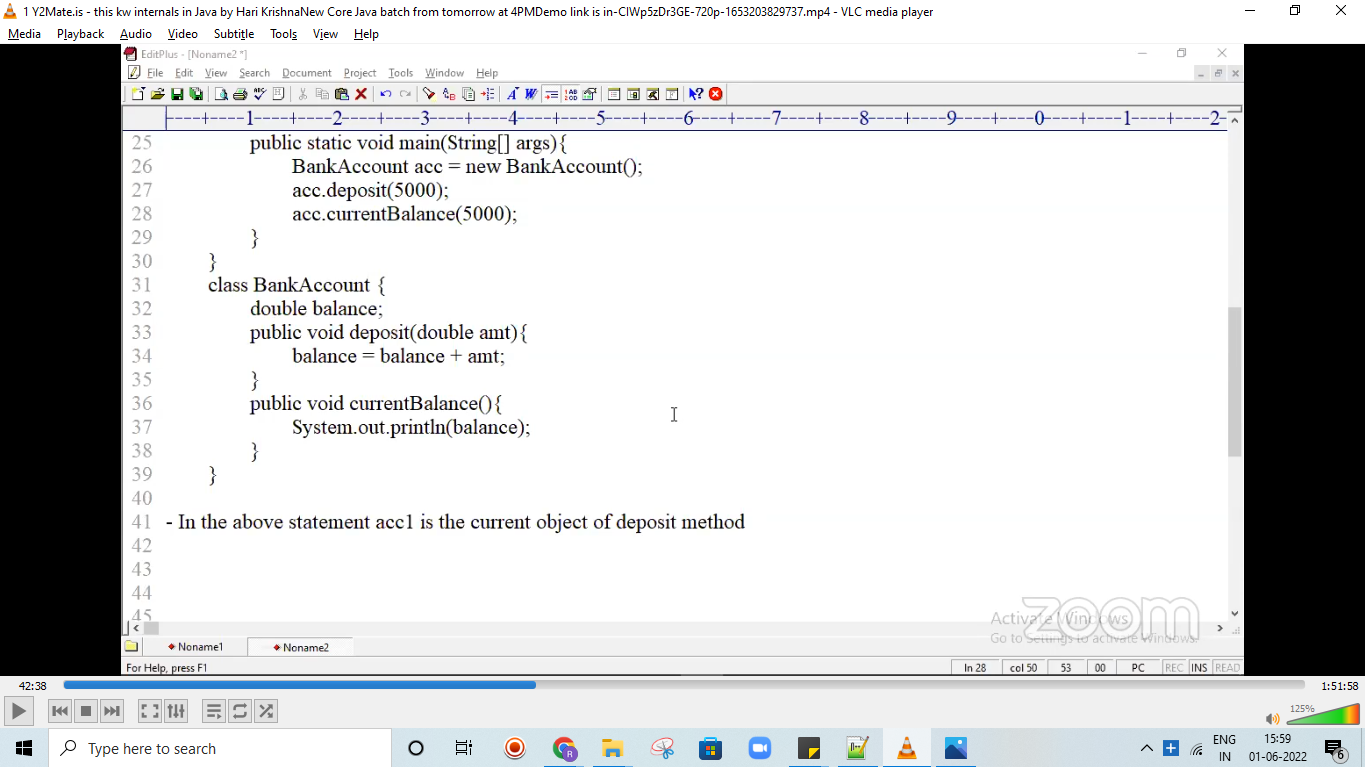 1 Y2Mate.is - this kw internals in Java by Hari KrishnaNew Core Java batch from tomorrow at 4PMDemo link is in-CIWp5zDr3GE-720p-1653203829737.mp4 - VLC media player
Media Playback Audio Video Subtitle Tools View Help
EditPlus - [Noname2 *]
File Edit View Search Document Project Tools Window Help
----+----1----+----2----+----3----+----4----+----5----+----6----+----7----+----8----+----9----+----0----+----1----+----2-
25 public static void main(String[] args){
26 BankAccount acc = new BankAccount();
27 acc.deposit(5000);
28 acc.currentBalance(5000);
29 }
30 }
31 class BankAccount {
32 double balance;
33 public void deposit(double amt){
34 balance = balance + amt;
35 }
36 public void currentBalance(){
37 System.out.println(balance);
38 }
39 }
40
41 - In the above statement acc1 is the current object of deposit method
42
43
44
45
zoom
Activate Windows
Go to Settings to activate Windows.
Noname1 Noname2
For Help, press F1 ln 28 col 50 53 00 PC REC INS READ
42:38 1:51:58
125%
Type here to search
ENG 15:59
IN 01-06-2022 6